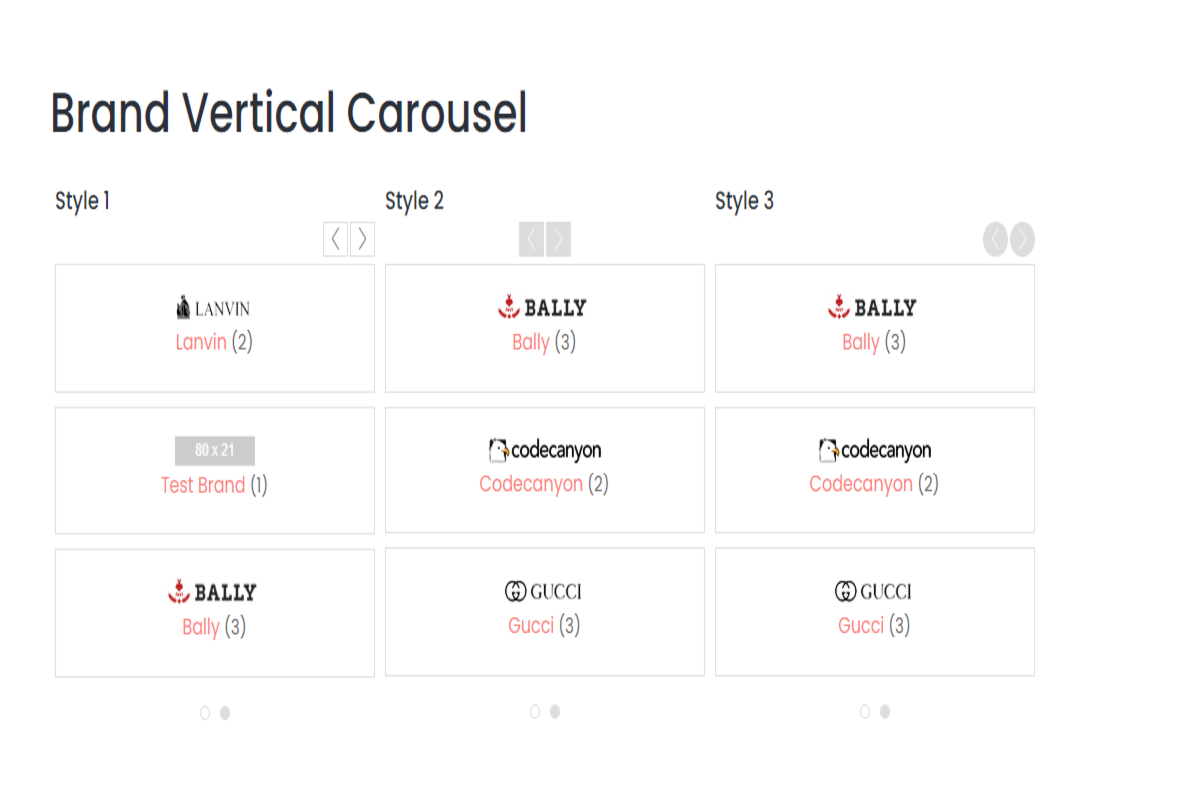 Brand Vertical Carousel
Style 1
LANVIN
Lanvin (2)
80 x 21
Test Brand (1)
BALLY
Bally (3)
Style 2
BALLY
Bally (3)
codecanyon
Codecanyon (2)
GUCCI
Gucci (3)
Style 3
BALLY
Bally (3)
codecanyon
Codecanyon (2)
GUCCI
Gucci (3)